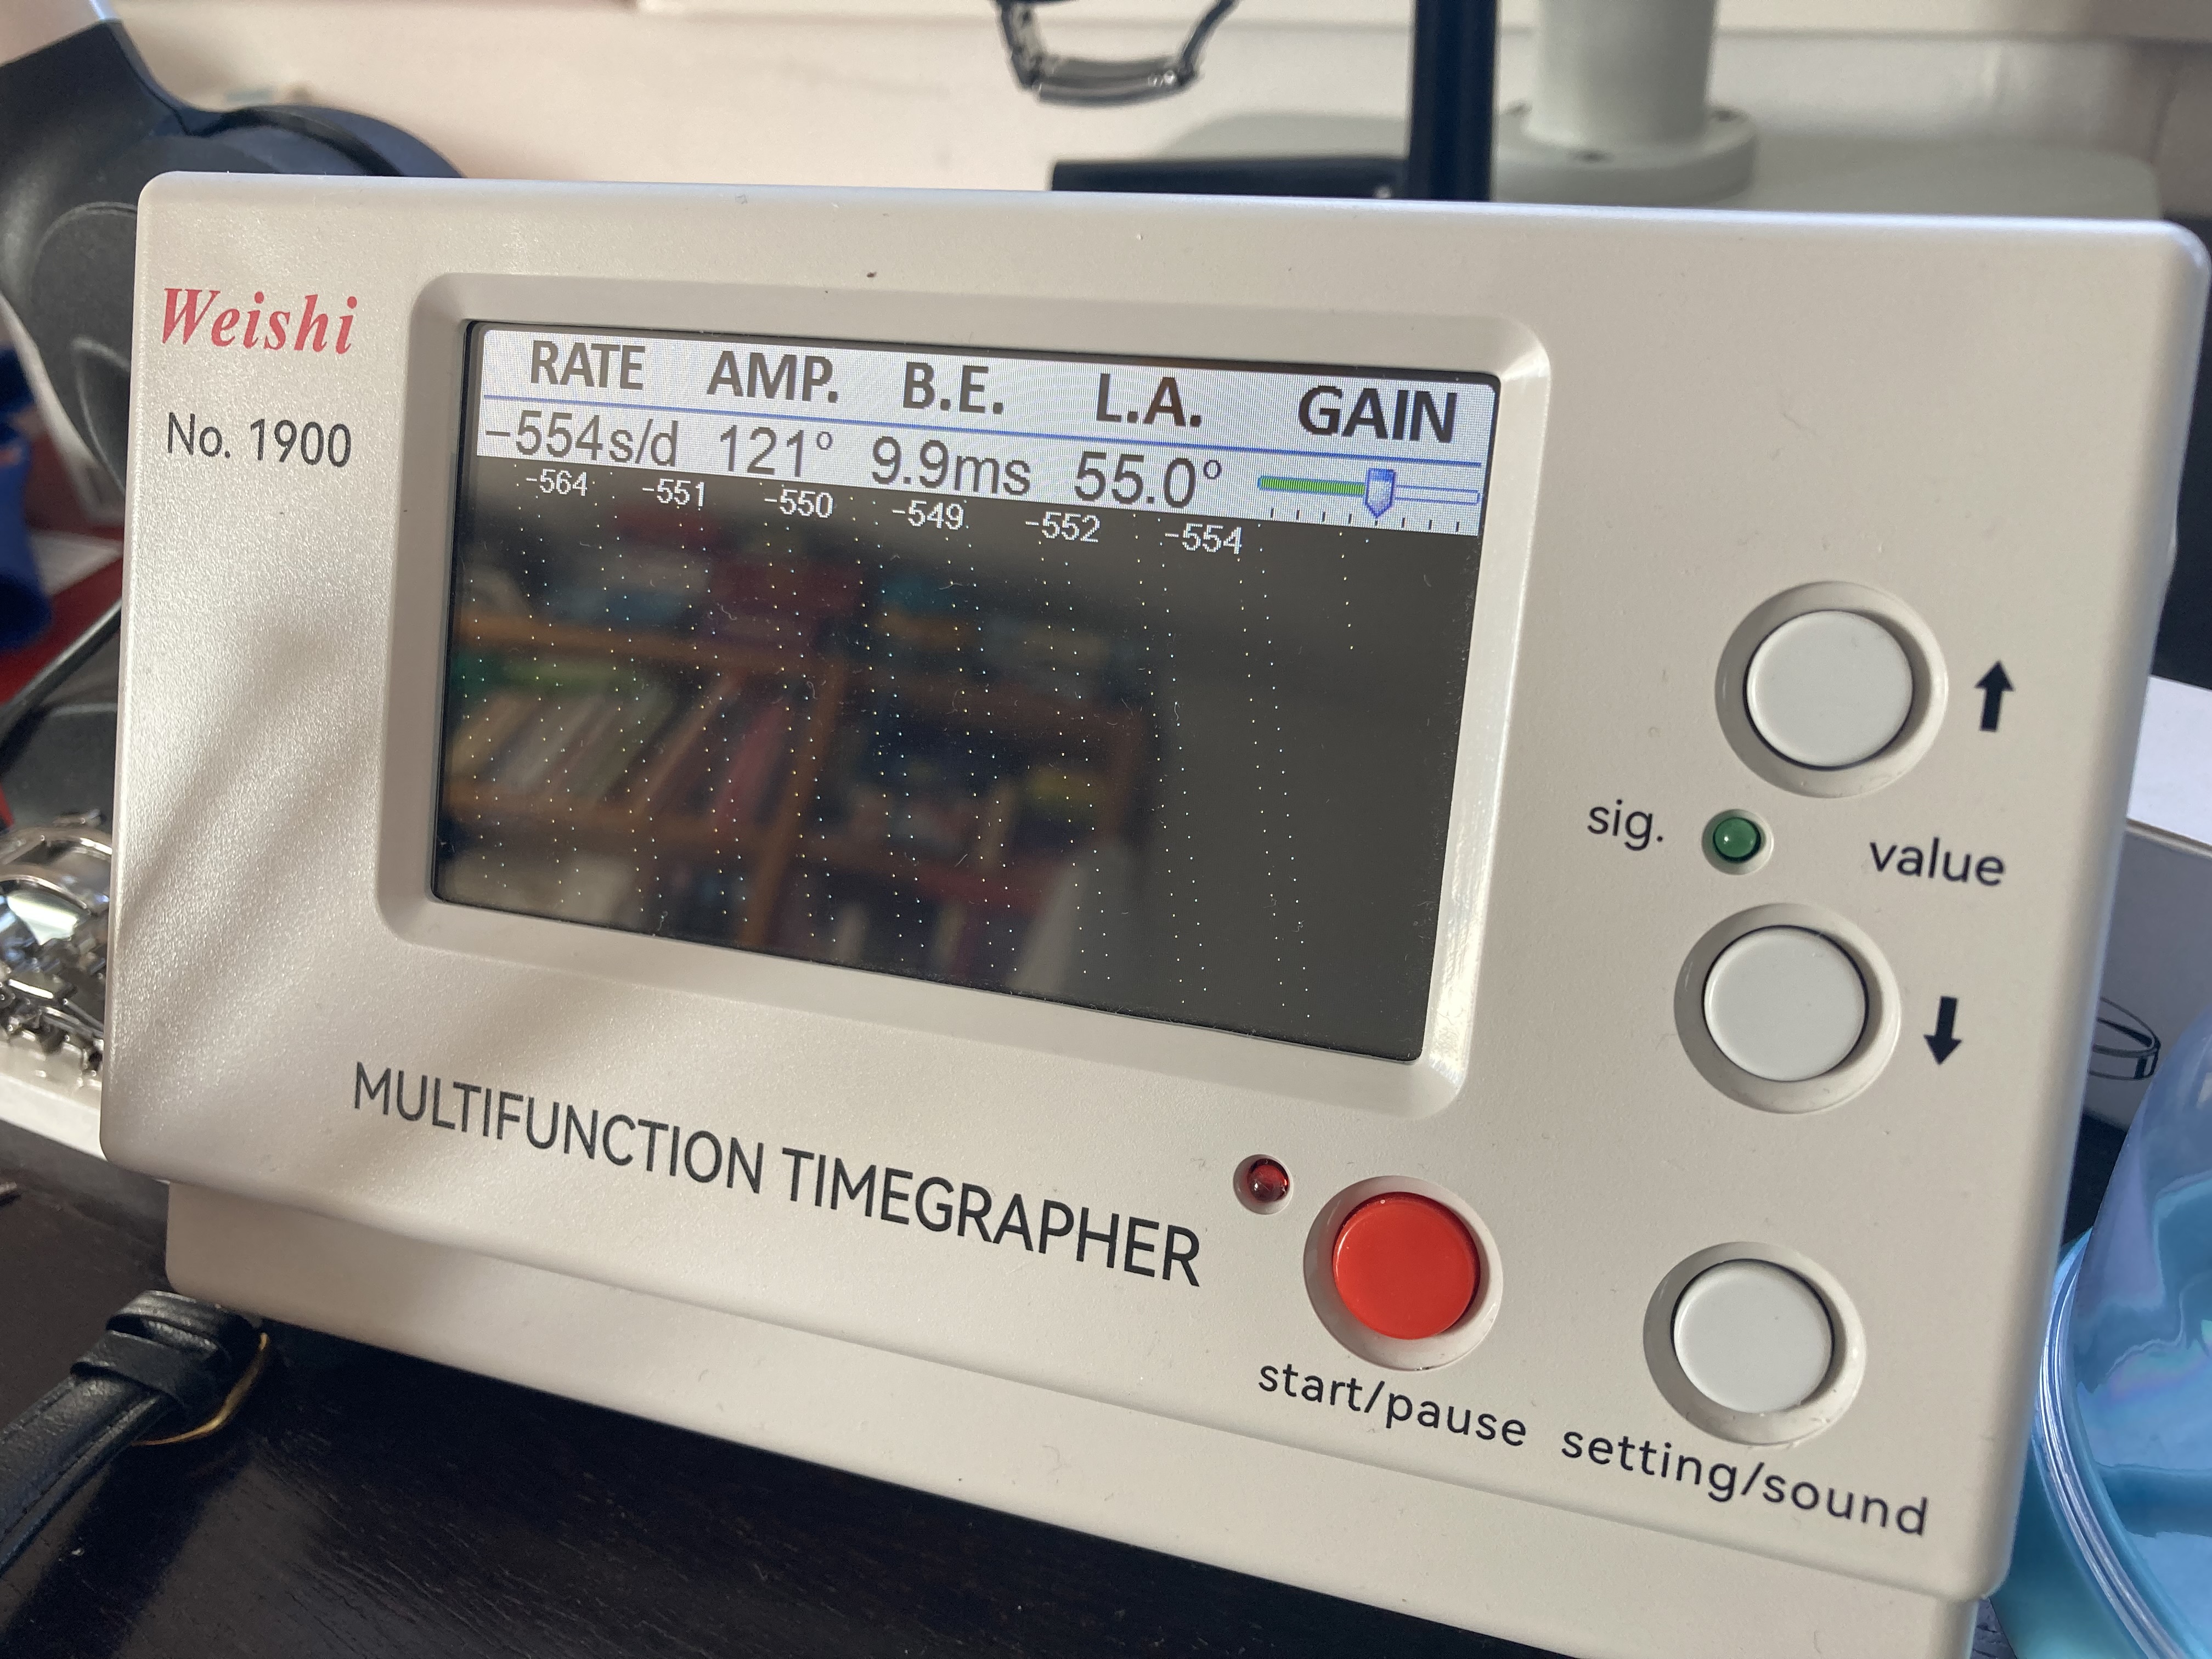 Weishi
No. 1900
RATE AMP. B.E. L.A. GAIN
-554s/d 121° 9.9ms 55.0°
-564 -551 -550 -549 -552 -554
sig.
value
MULTIFUNCTION TIMEGRAPHER
start/pause setting/sound